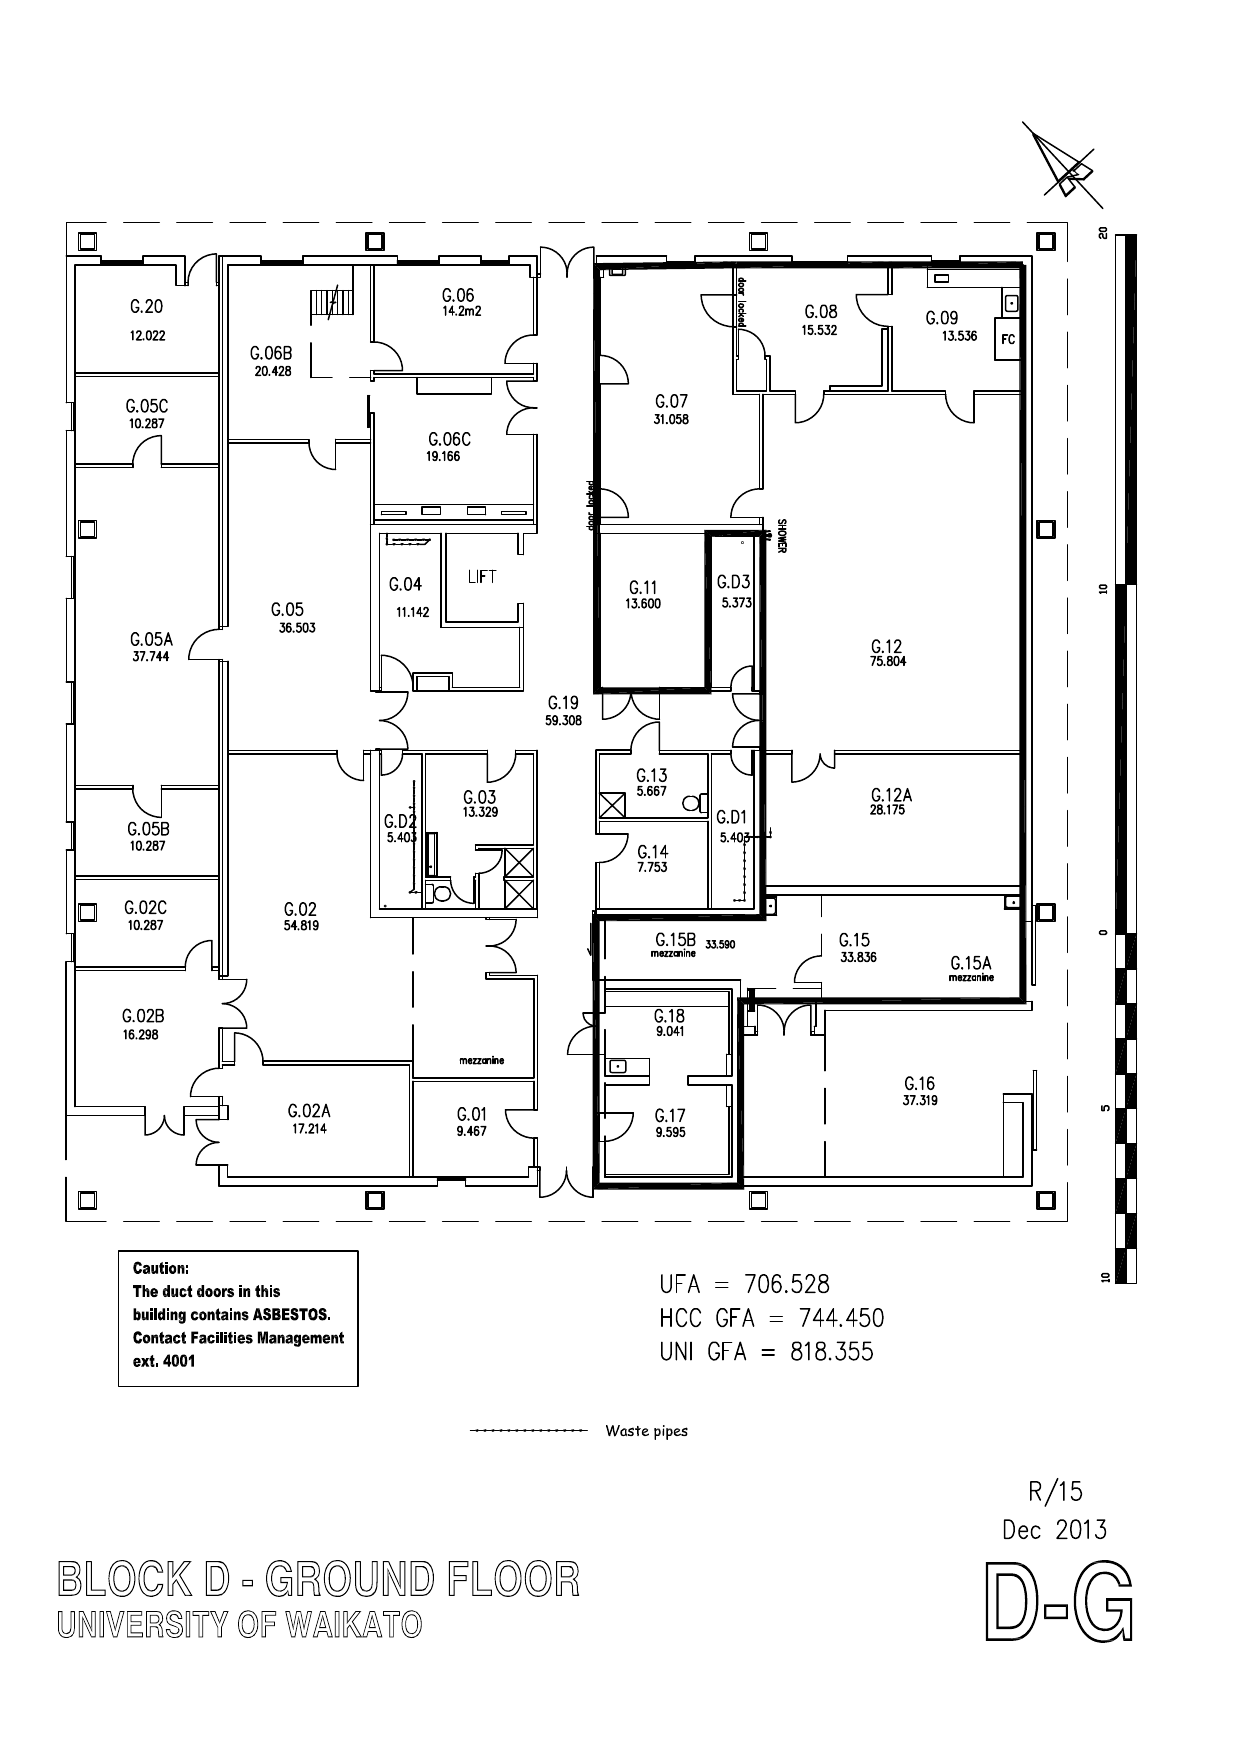 20
G.20
12.022
G.06
14.2m2
G.06B
20.428
door locked
G.08
15.532
G.09
13.536
FC
G.05C
10.287
G.06C
19.166
G.07
31.058
door locked
SHOWER
G.05
36.503
G.05A
37.744
G.04
11.142
LIFT
G.11
13.600
G.D3
5.373
10
G.12
75.804
G.19
59.308
G.03
13.329
G.D2
5.403
G.13
5.667
G.D1
5.403
G.14
7.753
G.12A
28.175
G.05B
10.287
G.02C
10.287
G.02
54.819
G.15B
mezzanine
33.590
G.15
33.836
G.15A
mezzanine
0
G.02B
16.298
mezzanine
G.18
9.041
G.16
37.319
G.02A
17.214
G.01
9.467
G.17
9.595
5
10
Caution:
The duct doors in this
building contains ASBESTOS.
Contact Facilities Management
ext. 4001
UFA = 706.528
HCC GFA = 744.450
UNI GFA = 818.355
Waste pipes
R/15
Dec 2013
D-G
BLOCK D - GROUND FLOOR
UNIVERSITY OF WAIKATO